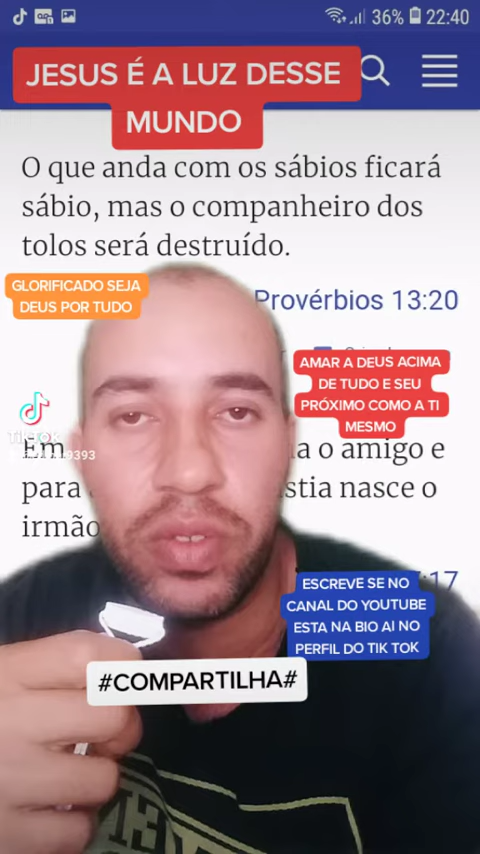 36% 22:40
JESUS É A LUZ DESSE
MUNDO
O que anda com os sábios ficará
sábio, mas o companheiro dos
tolos será destruído.
GLORIFICADO SEJA
DEUS POR TUDO
Provérbios 13:20
AMAR A DEUS ACIMA
DE TUDO E SEU
PRÓXIMO COMO A TI
MESMO
TikTok
9393
Em
a o amigo e
para
stia nasce o
irmão
:17
ESCREVE SE NO
CANAL DO YOUTUBE
ESTA NA BIO AI NO
PERFIL DO TIK TOK
#COMPARTILHA#